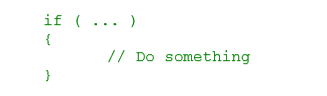 if ( ... )
{
// Do something
}